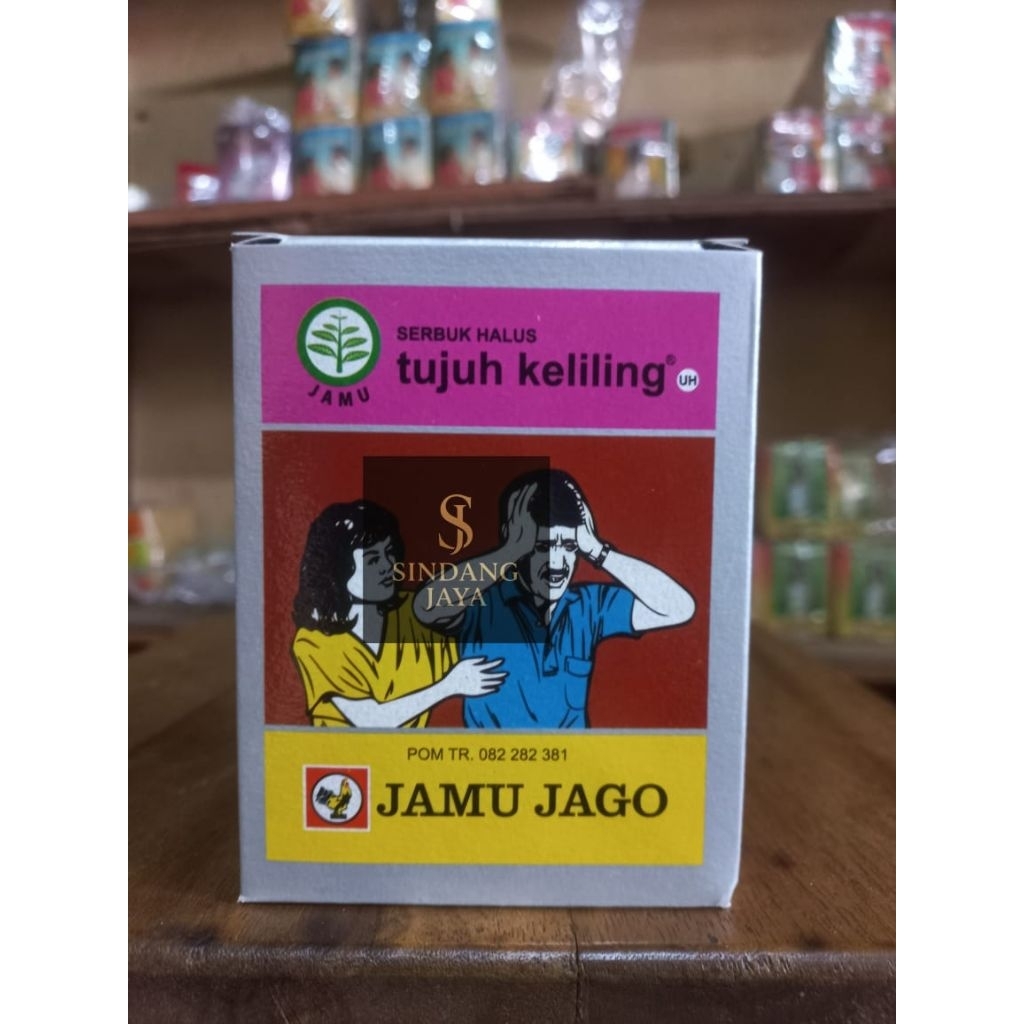 SERBUK HALUS
tujuh keliling®
UH
JAMU
SJ
SINDANG
JAYA
POM TR. 082 282 381
JAMU JAGO